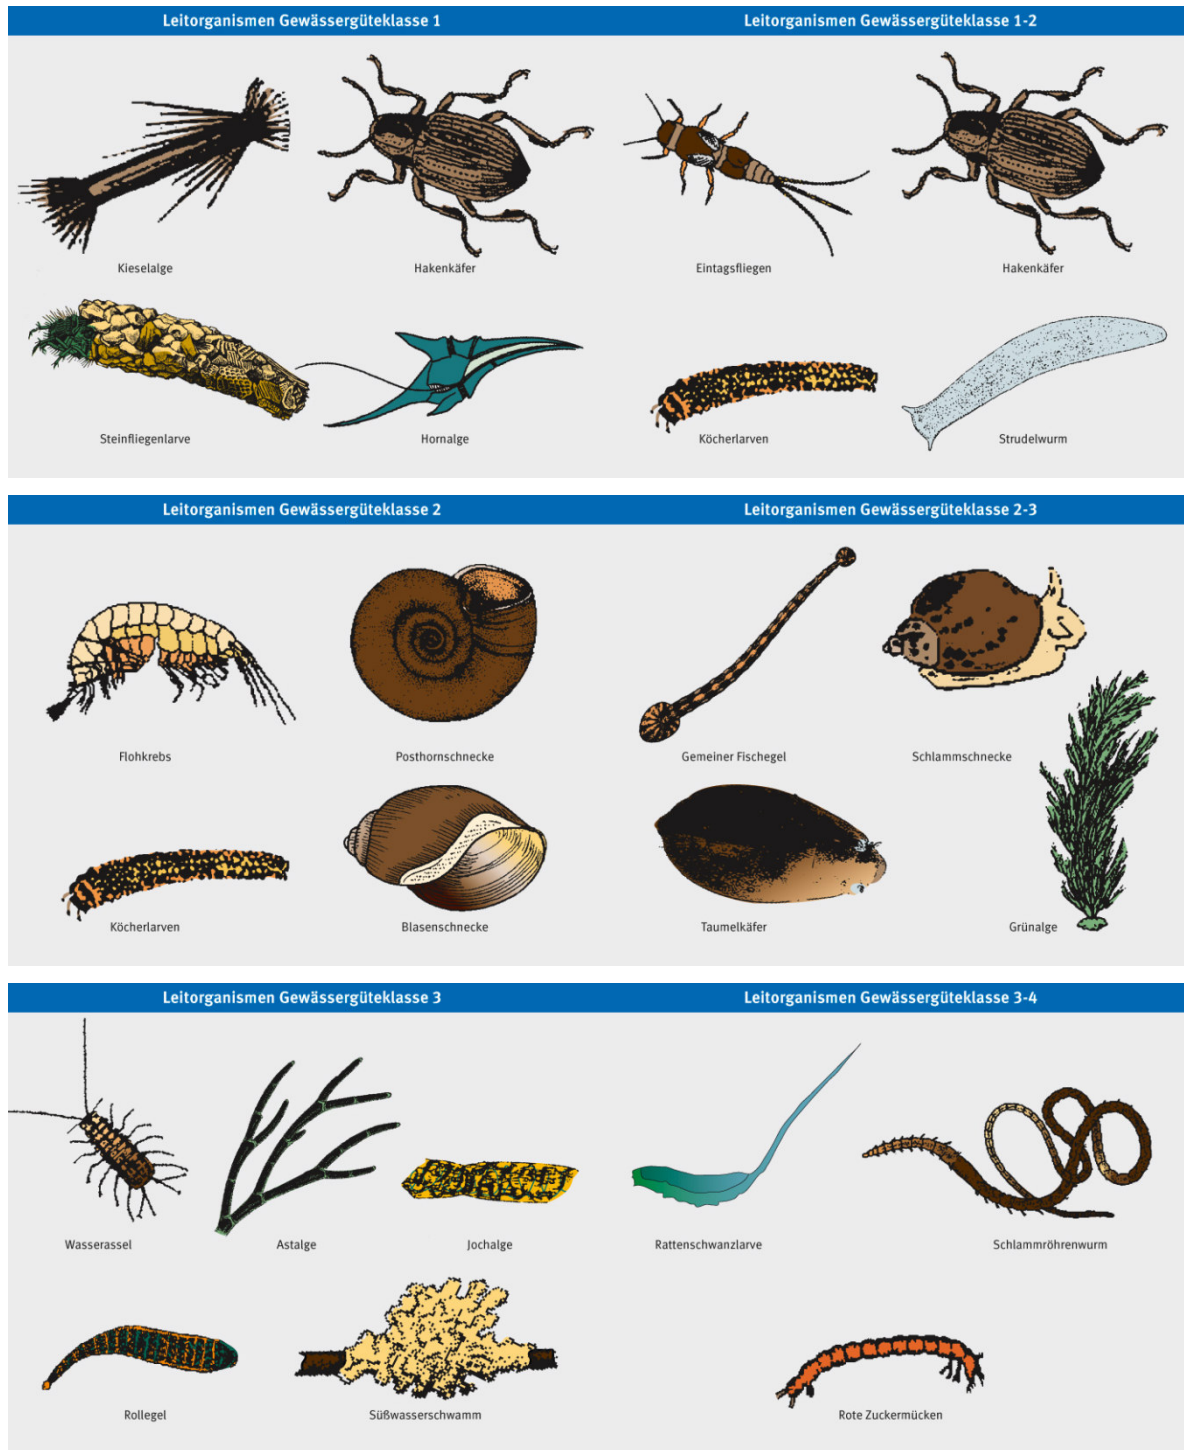 Leitorganismen Gewässergüteklasse 1
Leitorganismen Gewässergüteklasse 1-2
Kieselalge
Hakenkäfer
Eintagsfliegen
Hakenkäfer
Steinfliegenlarve
Hornalge
Köcherlarven
Strudelwurm
Leitorganismen Gewässergüteklasse 2
Leitorganismen Gewässergüteklasse 2-3
Flohkrebs
Posthornschnecke
Gemeiner Fischegel
Schlammschnecke
Köcherlarven
Blasenschnecke
Taumelkäfer
Grünalge
Leitorganismen Gewässergüteklasse 3
Leitorganismen Gewässergüteklasse 3-4
Wasserassel
Astalge
Jochalge
Rattenschwanzlarve
Schlammröhrenwurm
Rollegel
Süßwasserschwamm
Rote Zuckermücken